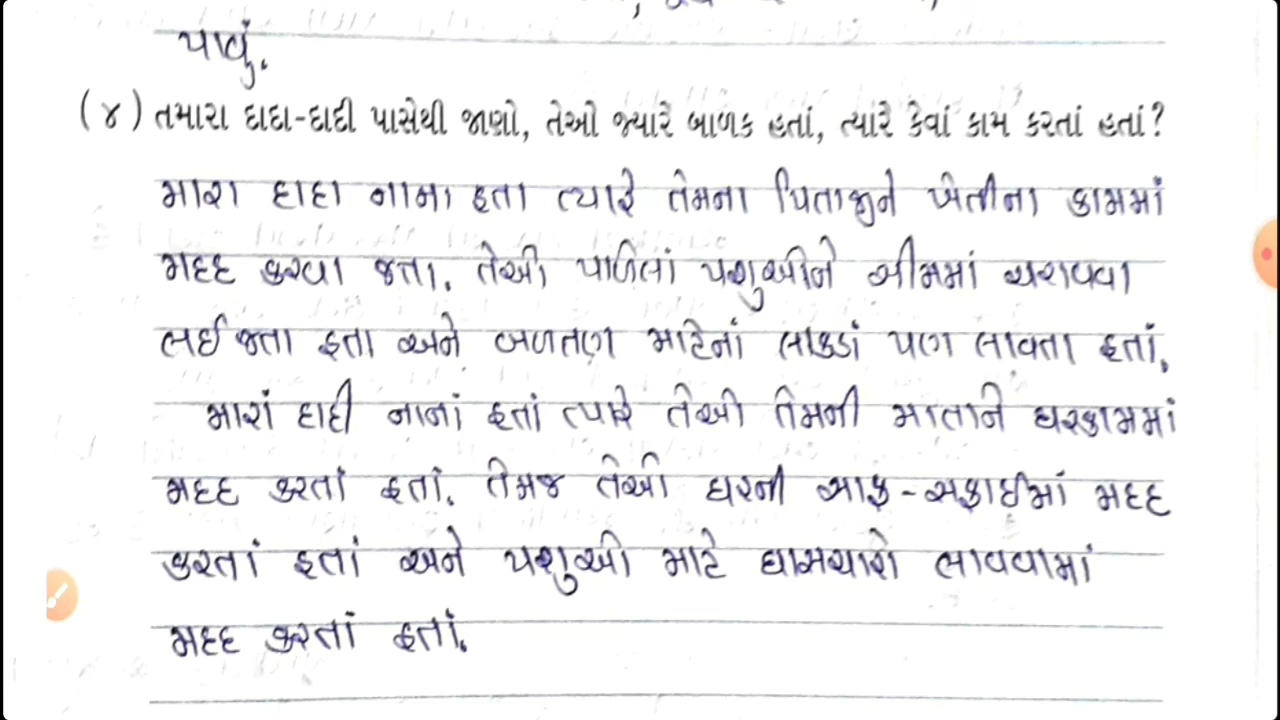 પાવું.
(૪) તમારા દાદા-દાદી પાસેથી જાણો, તેઓ જ્યારે બાળક હતાં, ત્યારે કેવાં કામ કરતાં હતાં?
મારા દાદા નાના હતા ત્યારે તેમના પિતાજીને ખેતીના કામમાં
મદદ કરવા જતા. તેઓ પાળેલાં પશુઓને સીમમાં ચરાવવા
લઈ જતા હતા અને બળતણ માટેનાં લાકડાં પણ લાવતા હતાં.
મારાં દાદી નાનાં હતાં ત્યારે તેઓ તેમની માતાને ઘરકામમાં
મદદ કરતાં હતાં. તેમજ તેઓ ઘરની સાફ-સફાઈમાં મદદ
કરતાં હતાં અને પશુઓ માટે ઘાસચારો લાવવામાં
મદદ કરતાં હતાં.